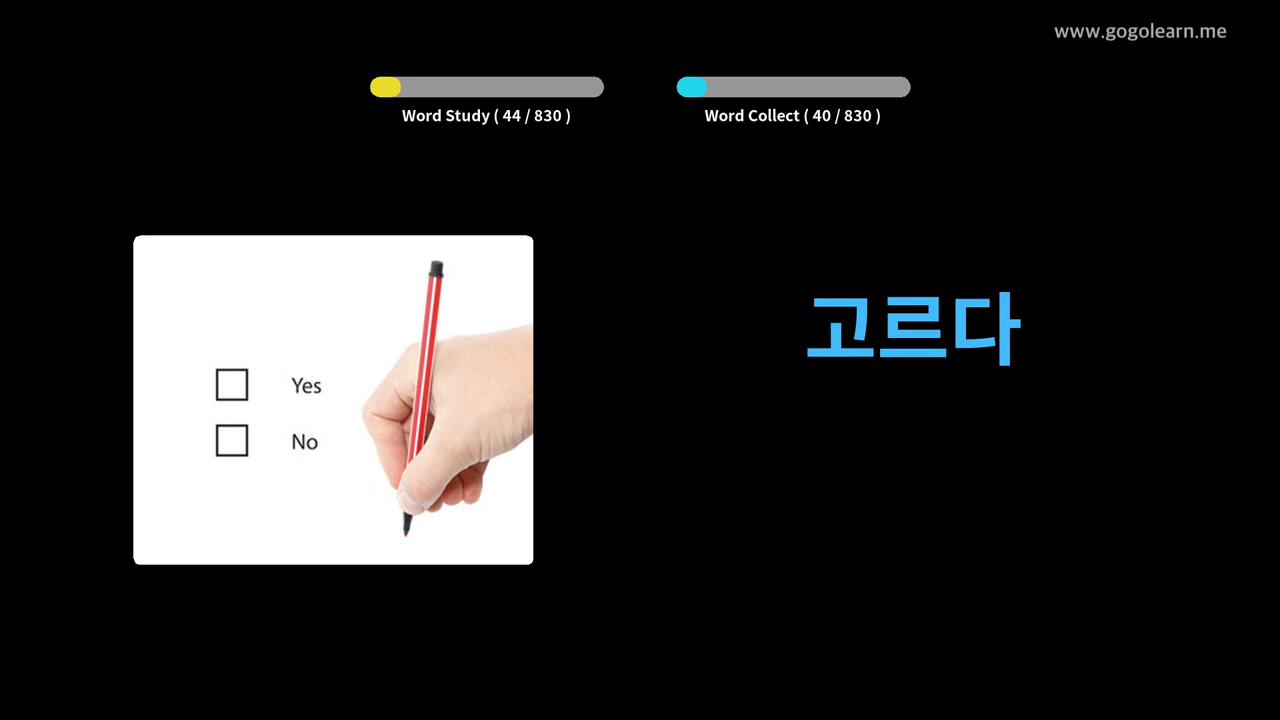 www.gogolearn.me
Word Study ( 44 / 830 )
Word Collect ( 40 / 830 )
Yes
No
고르다